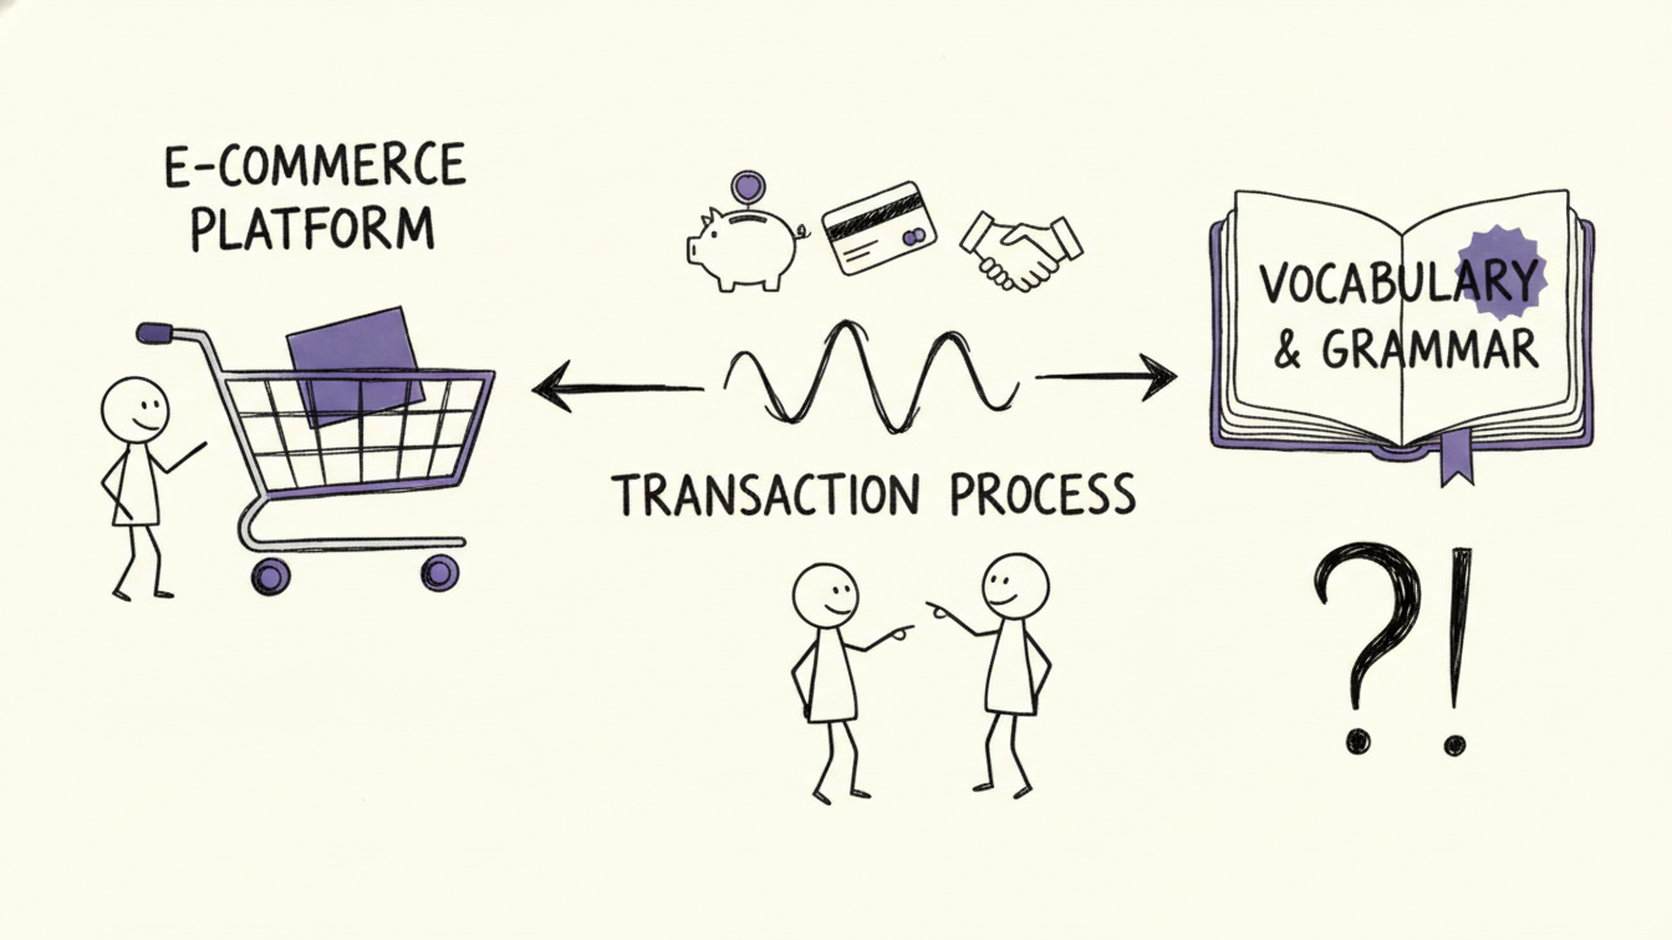 E-COMMERCE
PLATFORM
TRANSACTION PROCESS
VOCABULARY
& GRAMMAR
?!